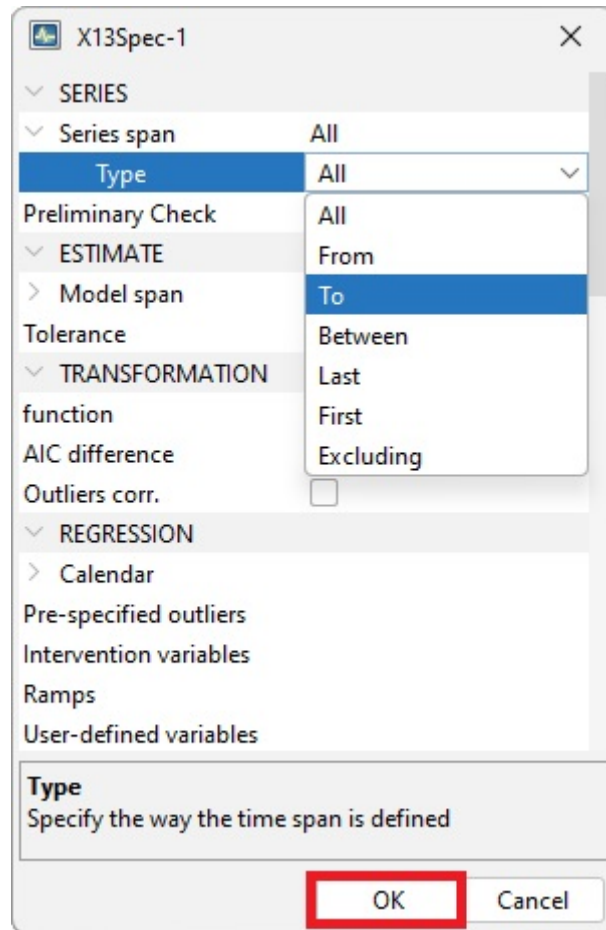 X13Spec-1
SERIES
Series span All
Type All
Preliminary Check All
ESTIMATE From
Model span To
Tolerance Between
TRANSFORMATION Last
function First
AIC difference Excluding
Outliers corr.
REGRESSION
Calendar
Pre-specified outliers
Intervention variables
Ramps
User-defined variables
Type
Specify the way the time span is defined
OK Cancel